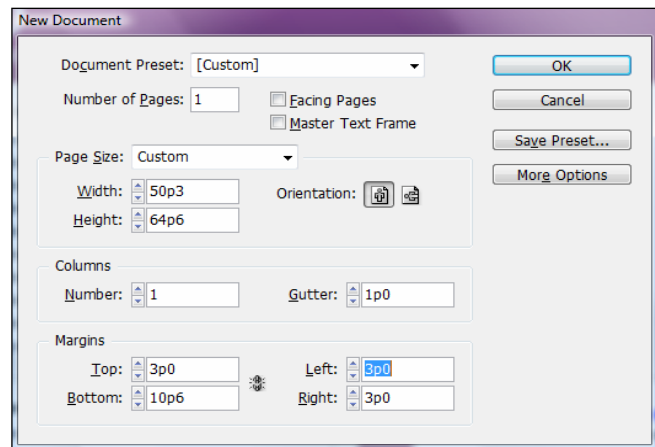 New Document
Document Preset: [Custom]
OK
Number of Pages: 1
Facing Pages
Cancel
Master Text Frame
Save Preset...
Page Size: Custom
More Options
Width: 50p3
Orientation:
Height: 64p6
Columns
Number: 1
Gutter: 1p0
Margins
Top: 3p0
Left: 3p0
Bottom: 10p6
Right: 3p0